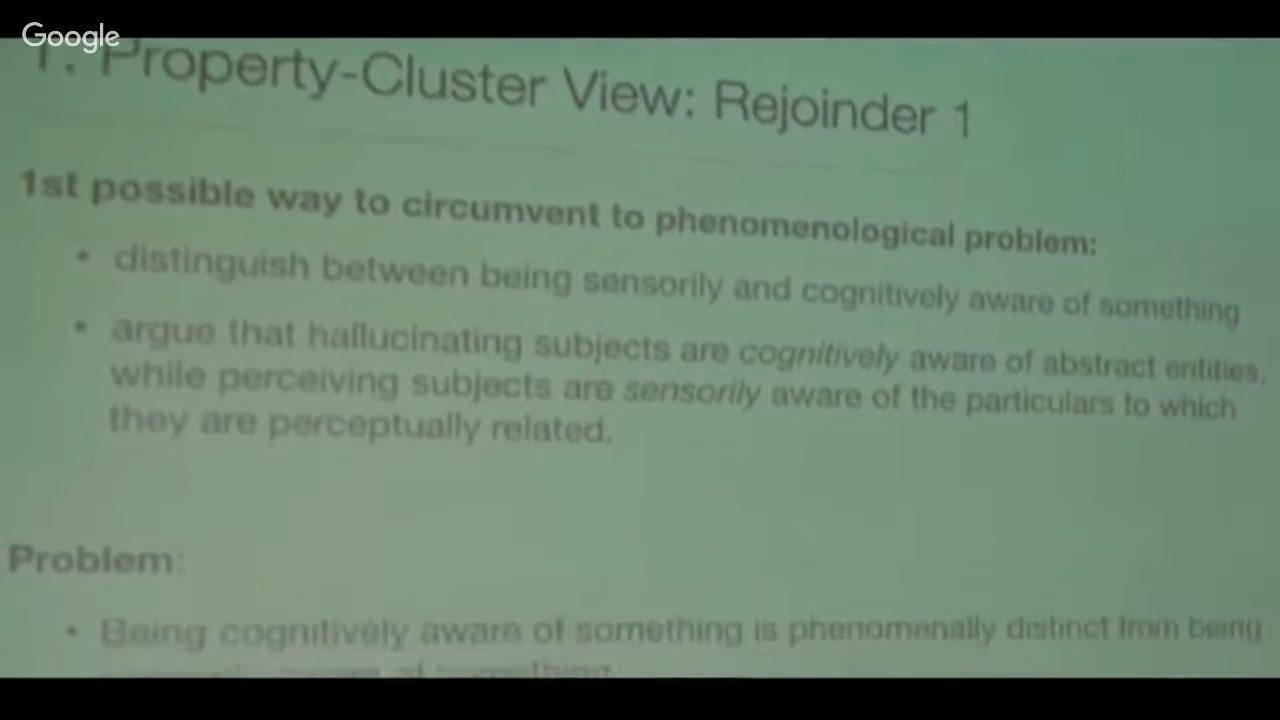 Google
1. Property-Cluster View: Rejoinder 1
1st possible way to circumvent to phenomenological problem:
• distinguish between being sensorily and cognitively aware of something
• argue that hallucinating subjects are cognitively aware of abstract entities,
while perceiving subjects are sensorily aware of the particulars to which
they are perceptually related.
Problem:
• Being cognitively aware of something is phenomenally distinct from being
of something